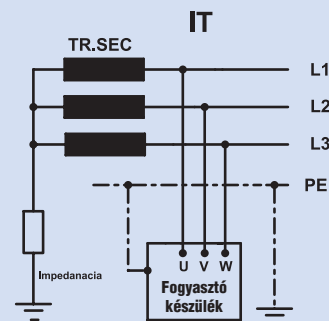 IT
TR.SEC
L1
L2
L3
PE
Impedanacia
U V W
Fogyasztó
készülék